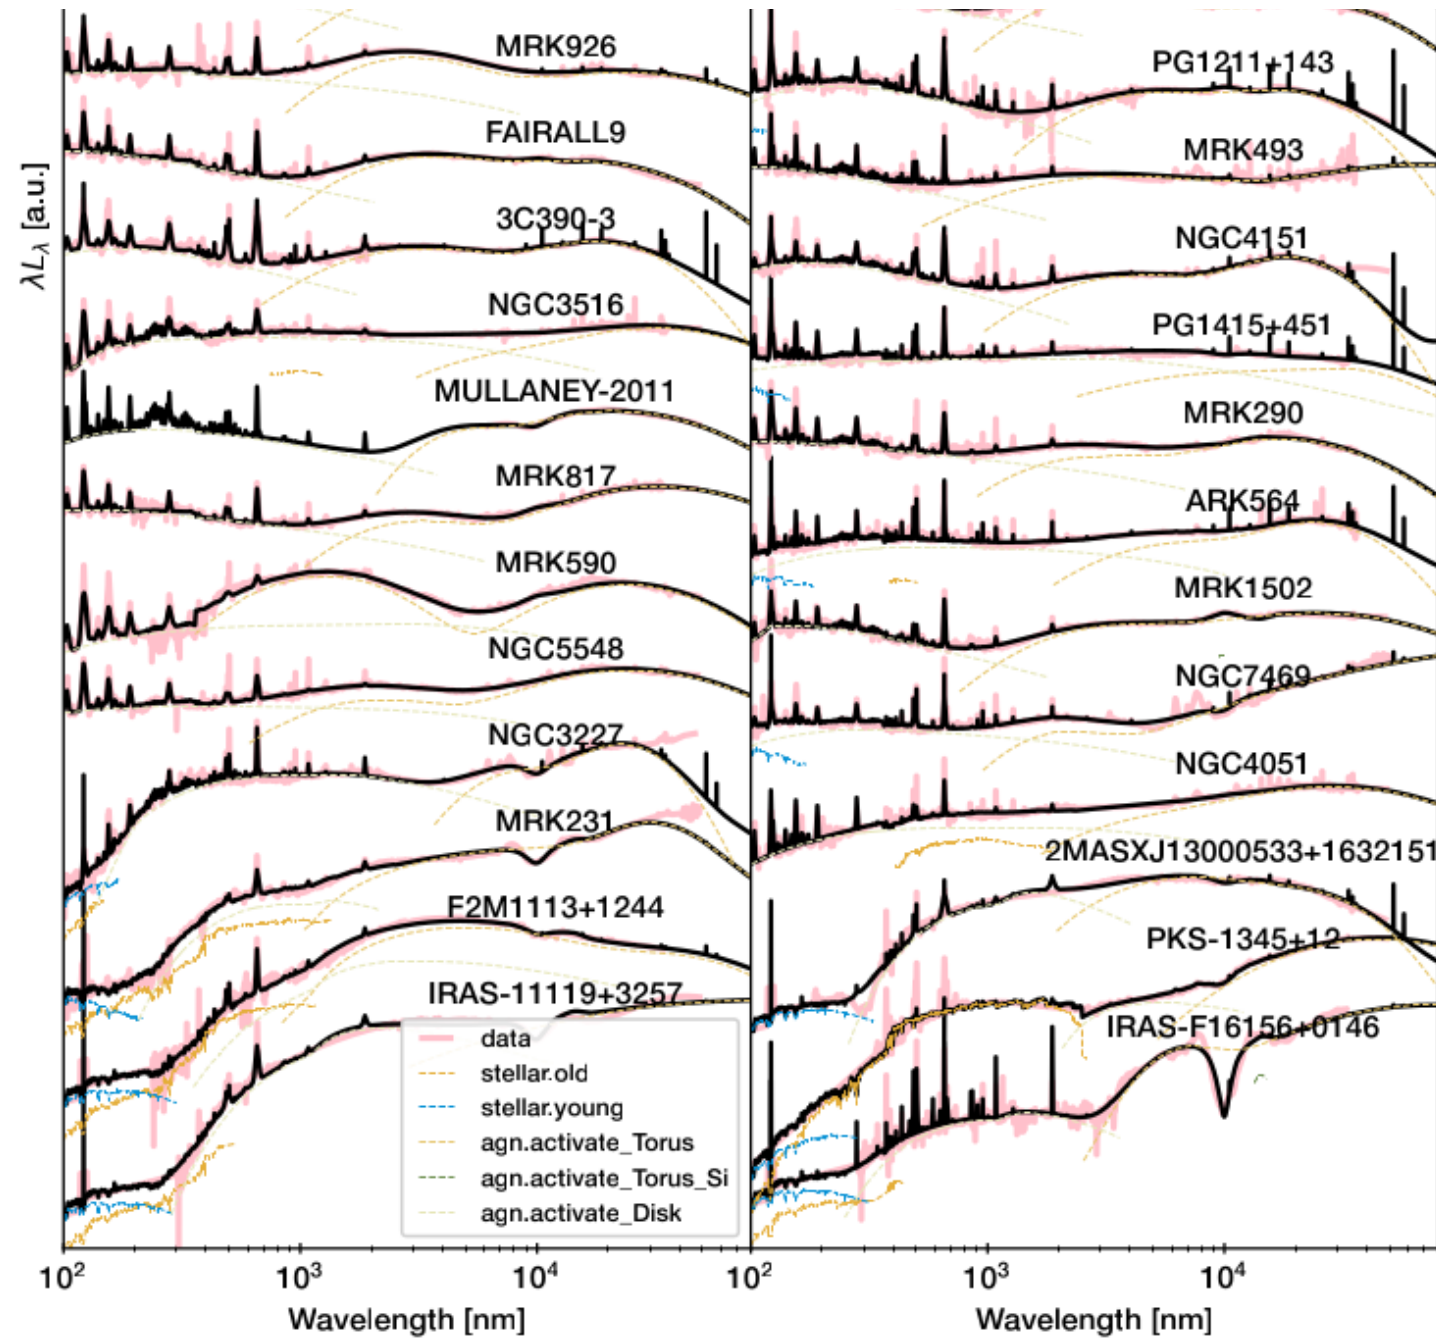 MRK926
FAIRALL9
3C390-3
NGC3516
MULLANEY-2011
MRK817
MRK590
NGC5548
NGC3227
MRK231
F2M1113+1244
IRAS-11119+3257
data
stellar.old
stellar.young
agn.activate_Torus
agn.activate_Torus_Si
agn.activate_Disk
λLλ [a.u.]
10² 10³ 10⁴
Wavelength [nm]
PG1211+143
MRK493
NGC4151
PG1415+451
MRK290
ARK564
MRK1502
NGC7469
NGC4051
2MASXJ13000533+1632151
PKS-1345+12
IRAS-F16156+0146
10² 10³ 10⁴
Wavelength [nm]